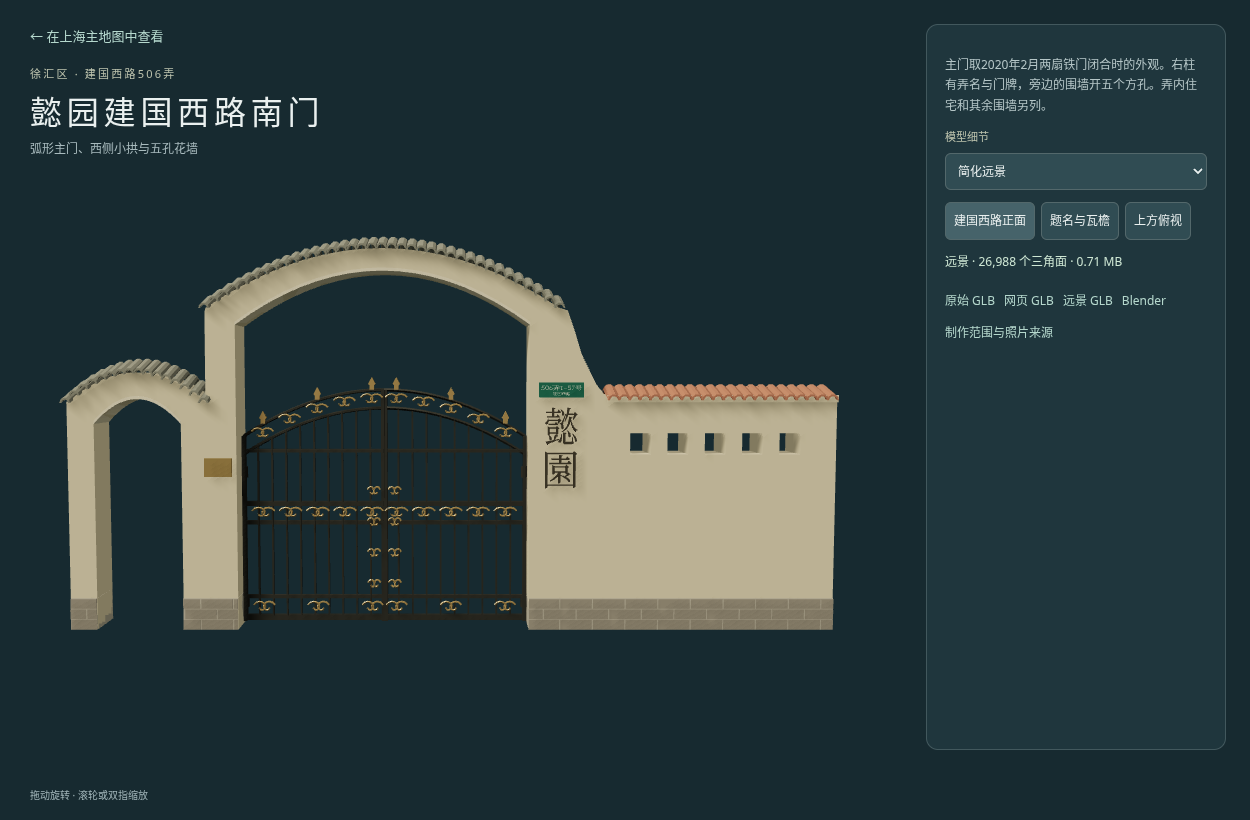 ← 在上海主地图中查看
徐汇区 · 建国西路506弄
懿园建国西路南门
弧形主门、西侧小拱与五孔花墙
506弄1-57号
懿
園
拖动旋转 · 滚轮或双指缩放
主门取2020年2月两扇铁门闭合时的外观。右柱
有弄名与门牌，旁边的围墙开五个方孔。弄内住
宅和其余围墙另列。
模型细节
简化远景
建国西路正面 题名与瓦檐 上方俯视
远景 · 26,988 个三角面 · 0.71 MB
原始 GLB 网页 GLB 远景 GLB Blender
制作范围与照片来源